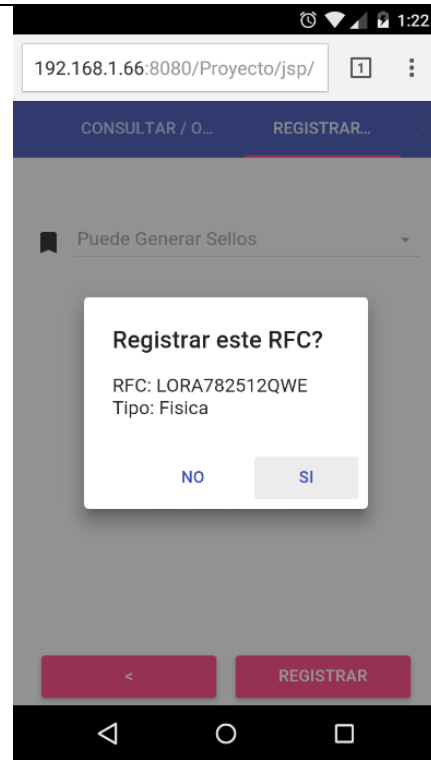 1:22
192.168.1.66:8080/Proyecto/jsp/
1
CONSULTAR / O...
REGISTRAR...
Puede Generar Sellos
Registrar este RFC?
RFC: LORA782512QWE
Tipo: Fisica
NO
SI
<
REGISTRAR